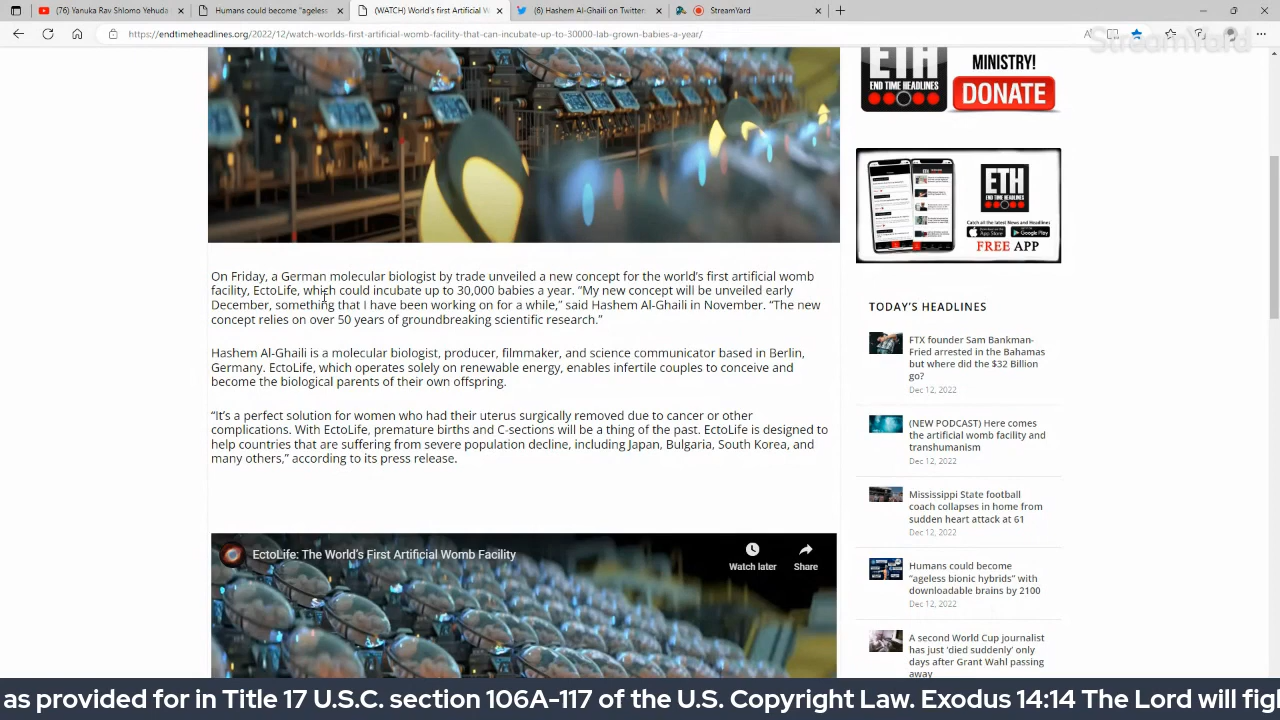 (76) Yanuka Rav Shlomo Yehuda
Humans could become "ageless
(WATCH) World's first Artificial W
(6) Hashem Al-Ghaili on Twitter:
StreamYard
https://endtimeheadlines.org/2022/12/watch-worlds-first-artificial-womb-facility-that-can-incubate-up-to-30000-lab-grown-babies-a-year/
StreamYard
ETH
END TIME HEADLINES
MINISTRY!
DONATE
ETH
Catch all the latest News and Headlines
App Store
Google Play
FREE APP
On Friday, a German molecular biologist by trade unveiled a new concept for the world's first artificial womb
facility, EctoLife, which could incubate up to 30,000 babies a year. "My new concept will be unveiled early
December, something that I have been working on for a while," said Hashem Al-Ghaili in November. "The new
concept relies on over 50 years of groundbreaking scientific research."
Hashem Al-Ghaili is a molecular biologist, producer, filmmaker, and science communicator based in Berlin,
Germany. EctoLife, which operates solely on renewable energy, enables infertile couples to conceive and
become the biological parents of their own offspring.
"It's a perfect solution for women who had their uterus surgically removed due to cancer or other
complications. With EctoLife, premature births and C-sections will be a thing of the past. EctoLife is designed to
help countries that are suffering from severe population decline, including Japan, Bulgaria, South Korea, and
many others," according to its press release.
EctoLife: The World's First Artificial Womb Facility
Watch later
Share
TODAY'S HEADLINES
FTX founder Sam Bankman-
Fried arrested in the Bahamas
but where did the $32 Billion
go?
Dec 12, 2022
(NEW PODCAST) Here comes
the artificial womb facility and
transhumanism
Dec 12, 2022
Mississippi State football
coach collapses in home from
sudden heart attack at 61
Dec 12, 2022
Humans could become
"ageless bionic hybrids" with
downloadable brains by 2100
Dec 12, 2022
A second World Cup journalist
has just 'died suddenly' only
days after Grant Wahl passing
away
as provided for in Title 17 U.S.C. section 106A-117 of the U.S. Copyright Law. Exodus 14:14 The Lord will fig